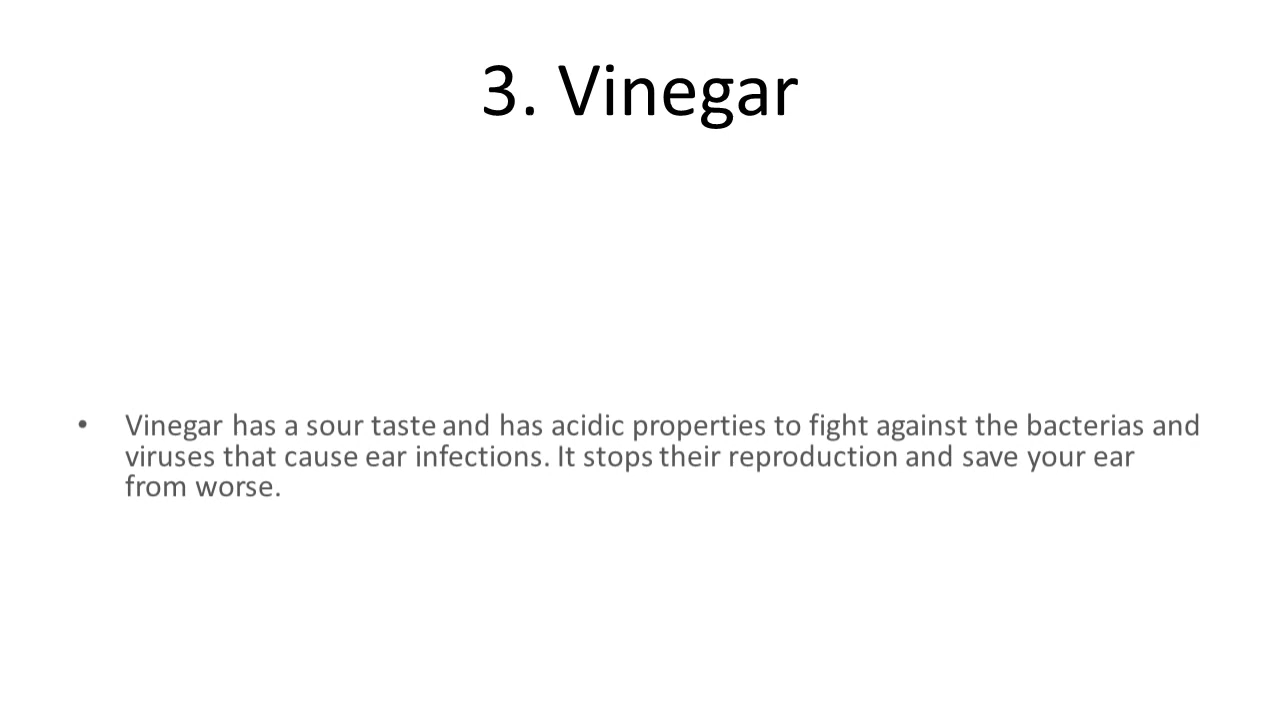 3. Vinegar
• Vinegar has a sour taste and has acidic properties to fight against the bacterias and
viruses that cause ear infections. It stops their reproduction and save your ear
from worse.